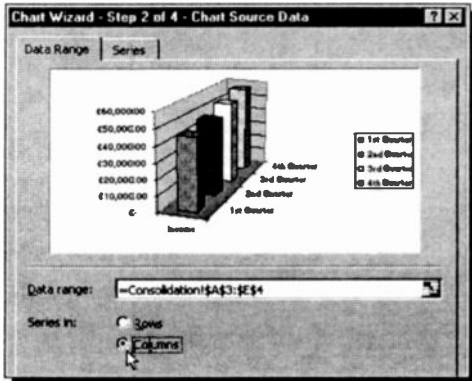 Chart Wizard - Step 2 of 4 - Chart Source Data
Data Range Series
£60,000.00
£50,000.00
£40,000.00
£30,000.00
£20,000.00
£10,000.00
£-
Income
1st Quarter
2nd Quarter
3rd Quarter
4th Quarter
1st Quarter
2nd Quarter
3rd Quarter
4th Quarter
Data range: =Consolidation!$A$3:$E$4
Series in: Rows
Columns